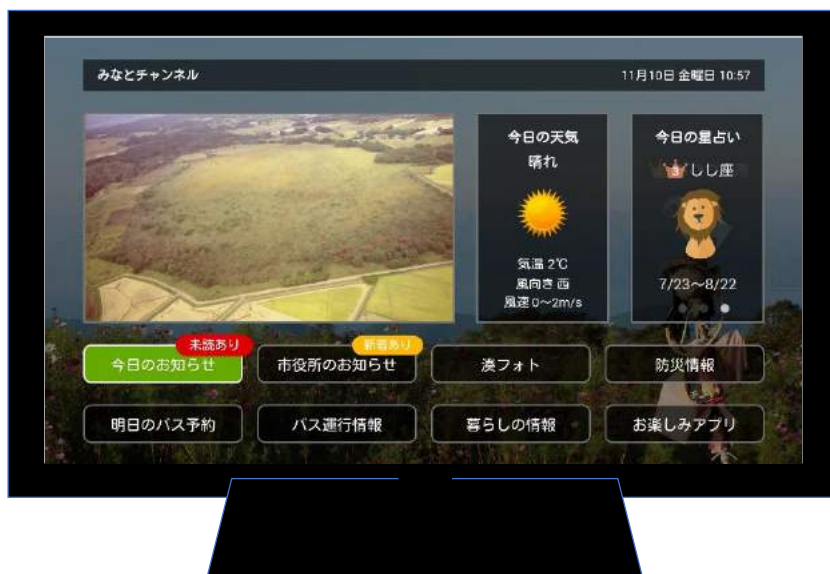 みなとチャンネル
11月10日 金曜日 10:57
今日の天気
晴れ
気温 2℃
風向き 西
風速 0〜2m/s
今日の星占い
3 しし座
7/23〜8/22
未読あり
今日のお知らせ
新着あり
市役所のお知らせ
湊フォト
防災情報
明日のバス予約
バス運行情報
暮らしの情報
お楽しみアプリ